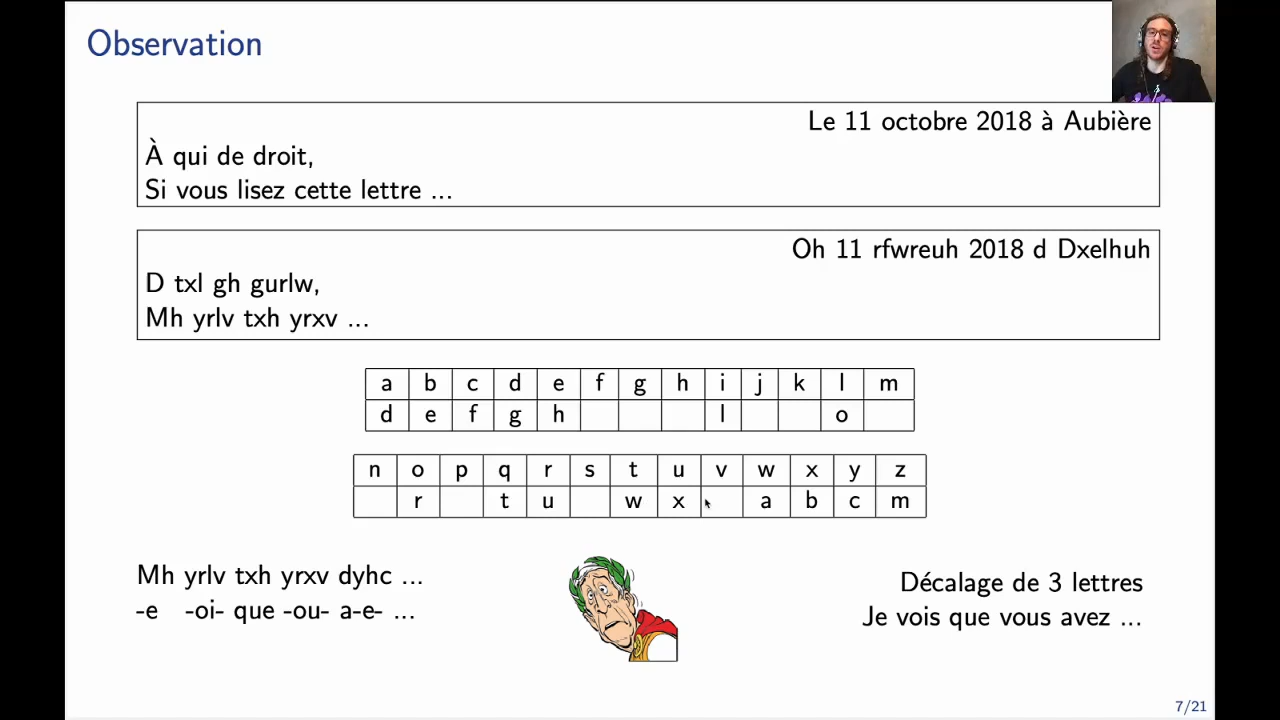 Observation
Le 11 octobre 2018 à Aubière
À qui de droit,
Si vous lisez cette lettre ...
Oh 11 rfwreuh 2018 d Dxelhuh
D txl gh gurlw,
Mh yrlv txh yrxv ...
a b c d e f g h i j k l m
d e f g h l o
n o p q r s t u v w x y z
r t u w x a b c m
Mh yrlv txh yrxv dyhc ...
-e -oi- que -ou- a-e- ...
Décalage de 3 lettres
Je vois que vous avez ...
7/21